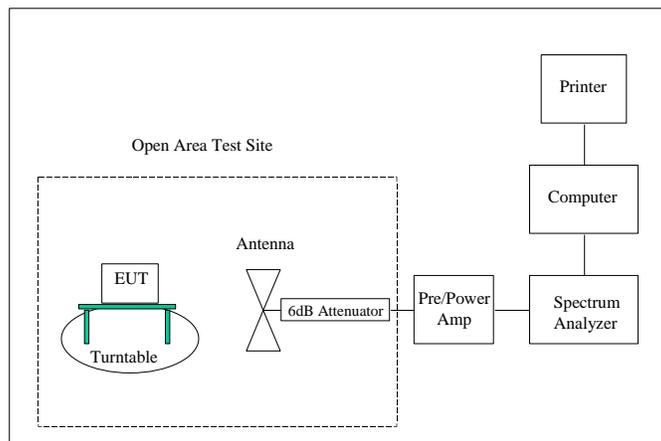 Printer
Open Area Test Site
Computer
Antenna
EUT
6dB Attenuator
Pre/Power
Amp
Spectrum
Analyzer
Turntable